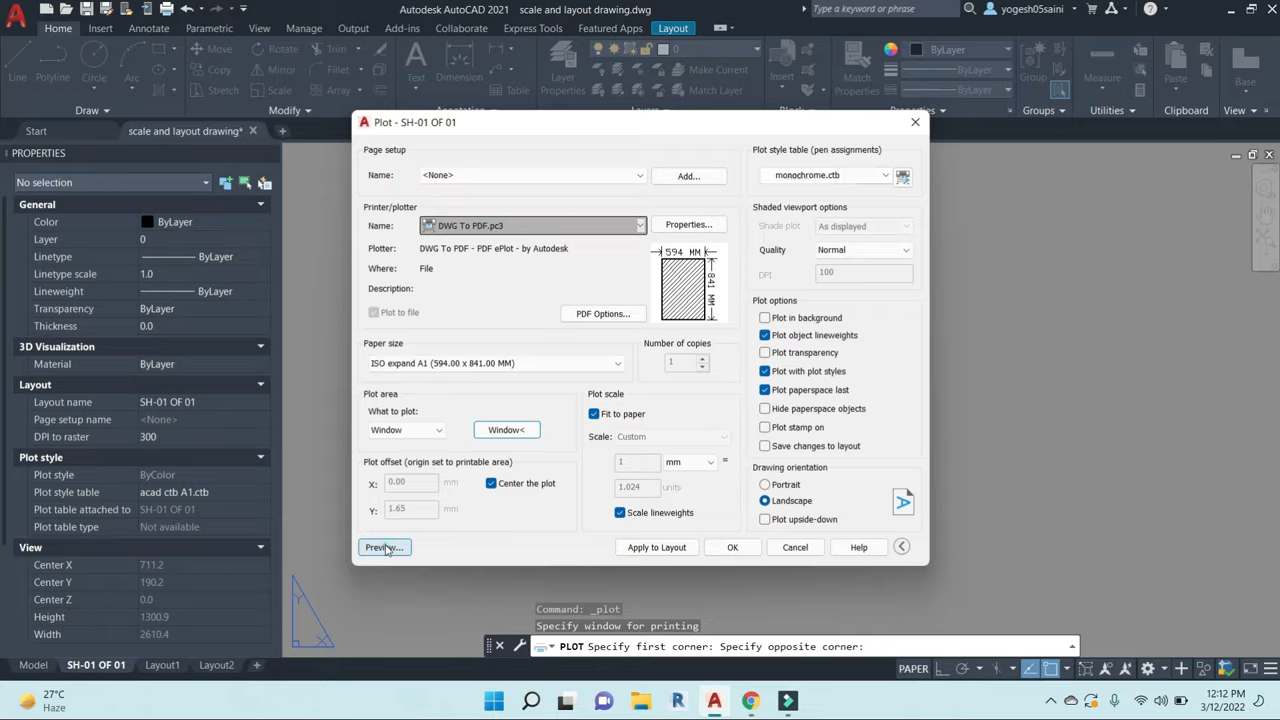 Autodesk AutoCAD 2021 scale and layout drawing.dwg Type a keyword or phrase yogesh05saini
Home Insert Annotate Parametric View Manage Output Add-ins Collaborate Express Tools Featured Apps Layout
Line Polyline Circle Arc Move Rotate Trim Copy Mirror Fillet Stretch Scale Array Text Dimension Table Layer Properties 0 Make Current Match Layer Insert Match Properties ByLayer ByLayer ByLayer Group Measure Paste Base
Draw Modify Annotation Layers Block Properties Groups Utilities Clipboard View
Start scale and layout drawing*
PROPERTIES
No selection
General
Color ByLayer
Layer 0
Linetype ByLayer
Linetype scale 1.0
Lineweight ByLayer
Transparency ByLayer
Thickness 0.0
3D Visualization
Material ByLayer
Layout
Layout name SH-01 OF 01
Page setup name <None>
DPI to raster 300
Plot style
Plot style ByColor
Plot style table acad ctb A1.ctb
Plot table attached to SH-01 OF 01
Plot table type Not available
View
Center X 711.2
Center Y 190.2
Center Z 0.0
Height 1300.9
Width 2610.4
Plot - SH-01 OF 01
Page setup
Name: <None> Add...
Printer/plotter
Name: DWG To PDF.pc3 Properties...
Plotter: DWG To PDF - PDF ePlot - by Autodesk
Where: File
Description:
Plot to file PDF Options...
594 MM
841 MM
Paper size
ISO expand A1 (594.00 x 841.00 MM)
Number of copies
1
Plot area
What to plot:
Window Window<
Plot offset (origin set to printable area)
X: 0.00 mm Center the plot
Y: 1.65 mm
Plot scale
Fit to paper
Scale: Custom
1 mm =
1.024 units
Scale lineweights
Plot style table (pen assignments)
monochrome.ctb
Shaded viewport options
Shade plot As displayed
Quality Normal
DPI 100
Plot options
Plot in background
Plot object lineweights
Plot transparency
Plot with plot styles
Plot paperspace last
Hide paperspace objects
Plot stamp on
Save changes to layout
Drawing orientation
Portrait
Landscape
Plot upside-down
Preview... Apply to Layout OK Cancel Help
Y
X
Command: _plot
Specify window for printing
PLOT Specify first corner: Specify opposite corner:
Model SH-01 OF 01 Layout1 Layout2 + PAPER
27°C
Haze
12:12 PM
3/12/2022